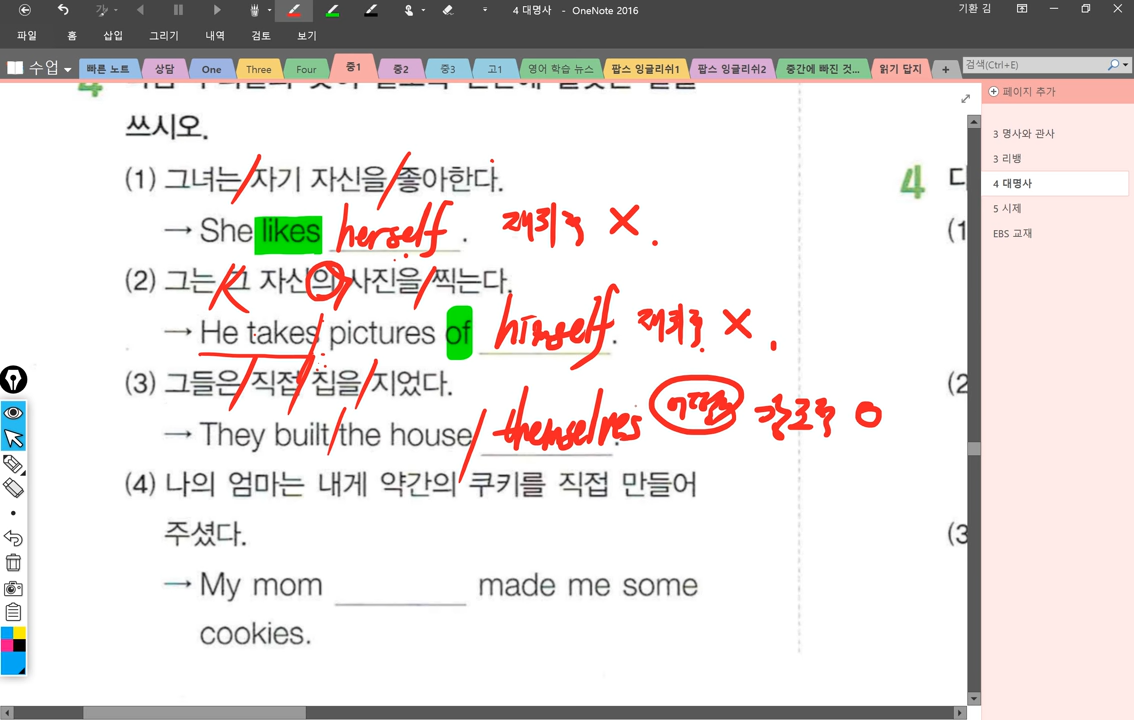 4 대명사 - OneNote 2016
기환 김
파일 홈 삽입 그리기 내역 검토 보기
수업 빠른 노트 상담 One Three Four 중1 중2 중3 고1 영어 학습 뉴스 팝스 잉글리쉬1 팝스 잉글리쉬2 중간에 빠진 것... 읽기 답지 + 검색(Ctrl+E)
페이지 추가
3 명사와 관사
3 리뱅
4 대명사
5 시제
EBS 교재
4
쓰시오.
(1) 그녀는 자기 자신을 좋아한다.
→ She likes herself. 재귀 X.
(2) 그는 그 자신의 사진을 찍는다.
→ He takes pictures of himself. 재귀 X.
(3) 그들은 직접 집을 지었다.
→ They built the house themselves. O
(4) 나의 엄마는 내게 약간의 쿠키를 직접 만들어
주셨다.
→ My mom made me some
cookies.
4 다
(1
(2
(3